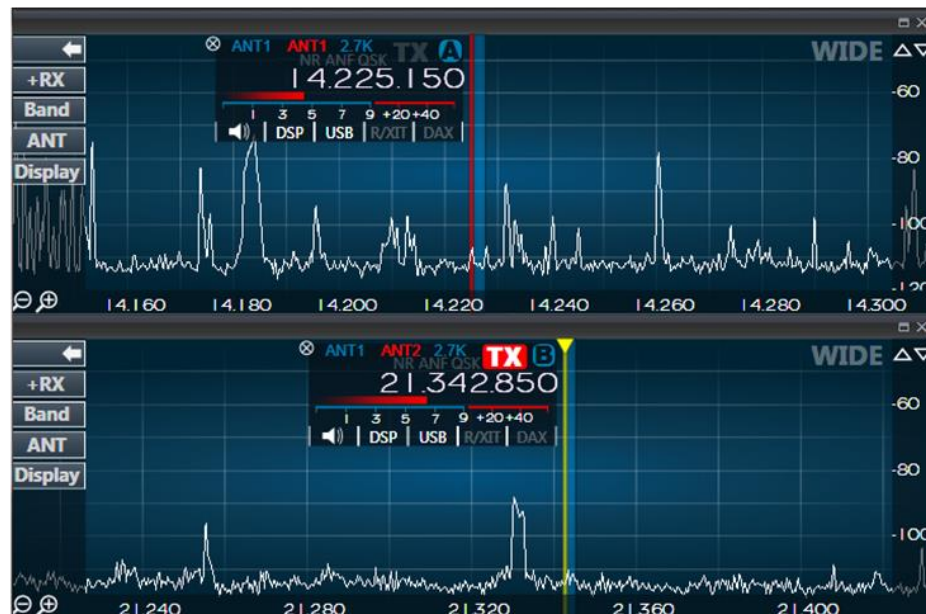 ANT1 ANT1 2.7K TX A WIDE
NR ANF QSK
14.225.150
+RX
Band
ANT
Display
1 3 5 7 9 +20 +40
DSP USB R/XIT DAX
-60
-80
-100
-120
14.160 14.180 14.200 14.220 14.240 14.260 14.280 14.300
ANT1 ANT2 2.7K TX B WIDE
NR ANF QSK
21.342.850
+RX
Band
ANT
Display
1 3 5 7 9 +20 +40
DSP USB R/XIT DAX
-60
-80
-100
21.240 21.280 21.320 21.360 21.400